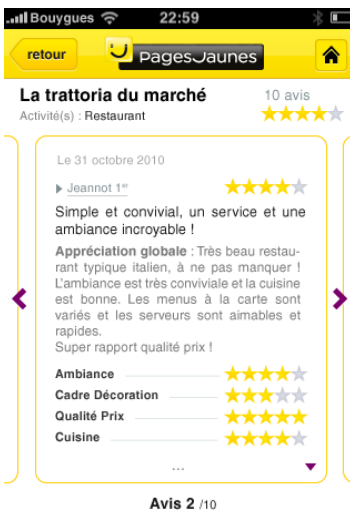 Bouygues 22:59
retour PagesJaunes
La trattoria du marché 10 avis
Activité(s) : Restaurant
Le 31 octobre 2010
Jeannot 1er
Simple et convivial, un service et une
ambiance incroyable !
Appréciation globale : Très beau restau-
rant typique italien, à ne pas manquer !
L'ambiance est très conviviale et la cuisine
est bonne. Les menus à la carte sont
variés et les serveurs sont aimables et
rapides.
Super rapport qualité prix !
Ambiance
Cadre Décoration
Qualité Prix
Cuisine
...
Avis 2 /10